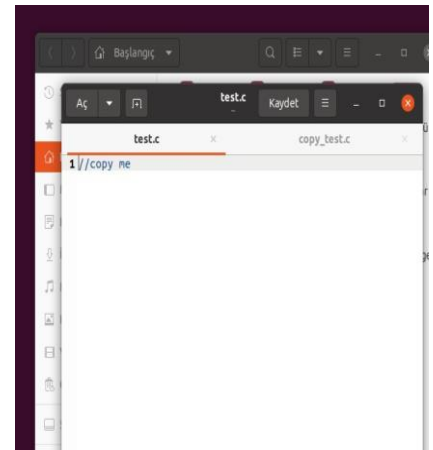 Başlangıç
Aç
test.c
Kaydet
test.c
copy_test.c
1 //copy me